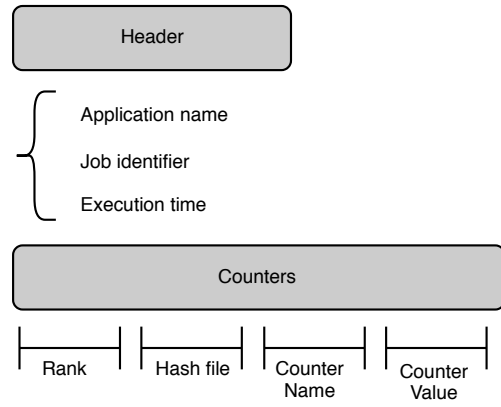 Header
Application name
Job identifier
Execution time
Counters
Rank
Hash file
Counter
Name
Counter
Value